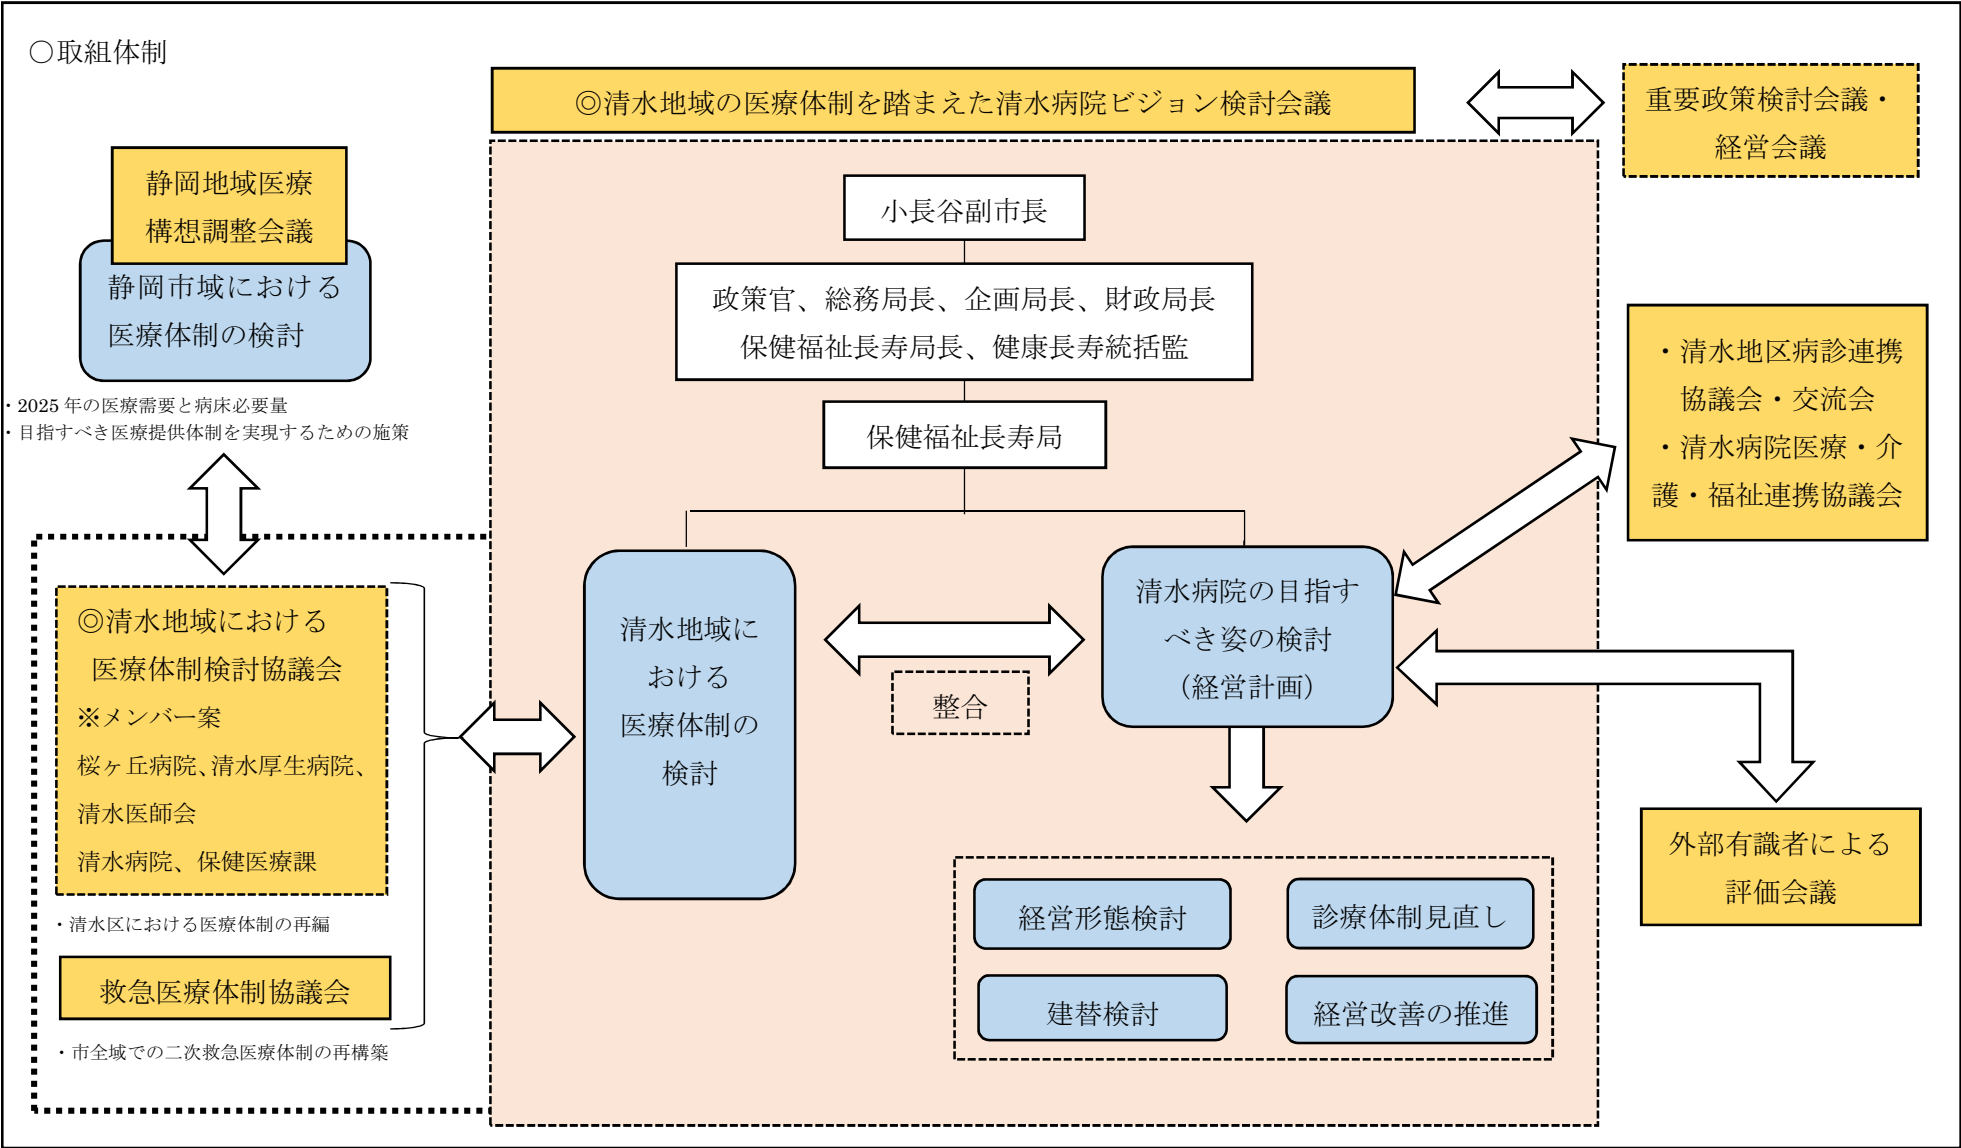 〇取組体制
◎清水地域の医療体制を踏まえた清水病院ビジョン検討会議
重要政策検討会議・
経営会議
静岡地域医療
構想調整会議
静岡市域における
医療体制の検討
・2025 年の医療需要と病床必要量
・目指すべき医療提供体制を実現するための施策
小長谷副市長
政策官、総務局長、企画局長、財政局長
保健福祉長寿局長、健康長寿統括監
保健福祉長寿局
・清水地区病診連携
協議会・交流会
・清水病院医療・介
護・福祉連携協議会
◎清水地域における
医療体制検討協議会
※メンバー案
桜ヶ丘病院、清水厚生病院、
清水医師会
清水病院、保健医療課
・清水区における医療体制の再編
救急医療体制協議会
・市全域での二次救急医療体制の再構築
清水地域に
おける
医療体制の
検討
整合
清水病院の目指す
べき姿の検討
（経営計画）
経営形態検討
診療体制見直し
建替検討
経営改善の推進
外部有識者による
評価会議